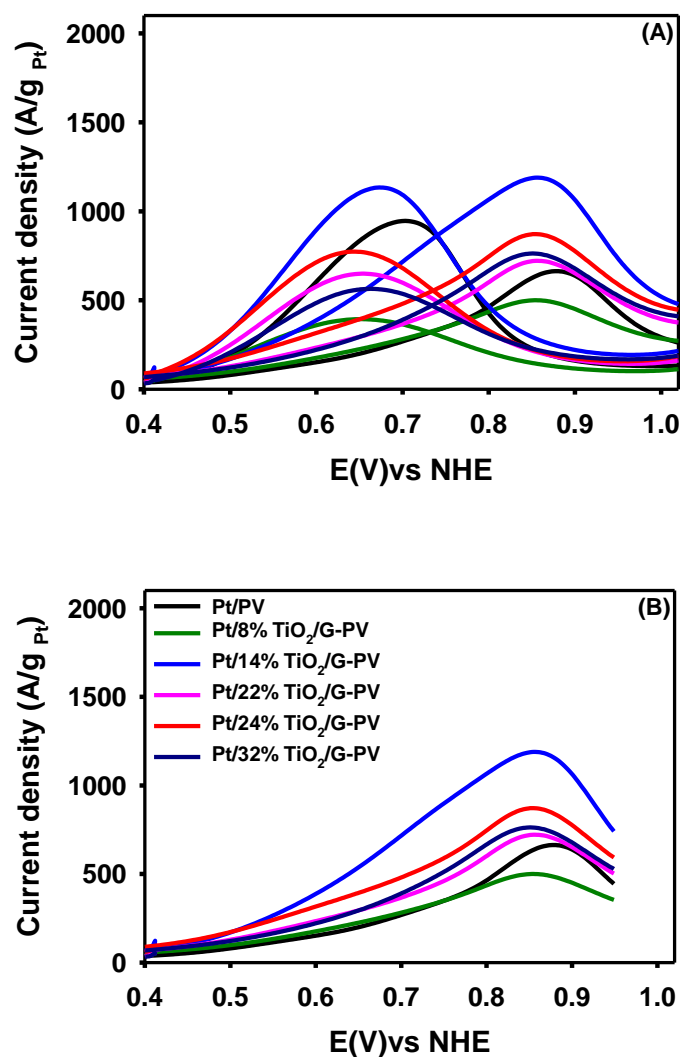 (A)
2000
1500
1000
500
0
Current density (A/g Pt)
0.4 0.5 0.6 0.7 0.8 0.9 1.0
E(V)vs NHE
(B)
2000
1500
1000
500
0
Current density (A/g Pt)
Pt/PV
Pt/8% TiO2/G-PV
Pt/14% TiO2/G-PV
Pt/22% TiO2/G-PV
Pt/24% TiO2/G-PV
Pt/32% TiO2/G-PV
0.4 0.5 0.6 0.7 0.8 0.9 1.0
E(V)vs NHE